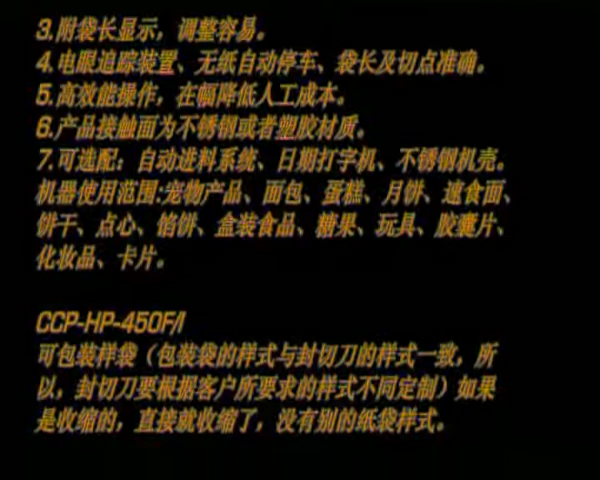 3.附袋长显示，调整容易。
4.电眼追踪装置、无纸自动停车、袋长及切点准确。
5.高效能操作，在幅降低人工成本。
6.产品接触面为不锈钢或者塑胶材质。
7.可选配：自动进料系统、日期打字机、不锈钢机壳。
机器使用范围:宠物产品、面包、蛋糕、月饼、速食面、
饼干、点心、馅饼、盒装食品、糖果、玩具、胶囊片、
化妆品、卡片。
CCP-HP-450F/I
可包装样袋（包装袋的样式与封切刀的样式一致，所
以，封切刀要根据客户所要求的样式不同定制）如果
是收缩的，直接就收缩了，没有别的纸袋样式。